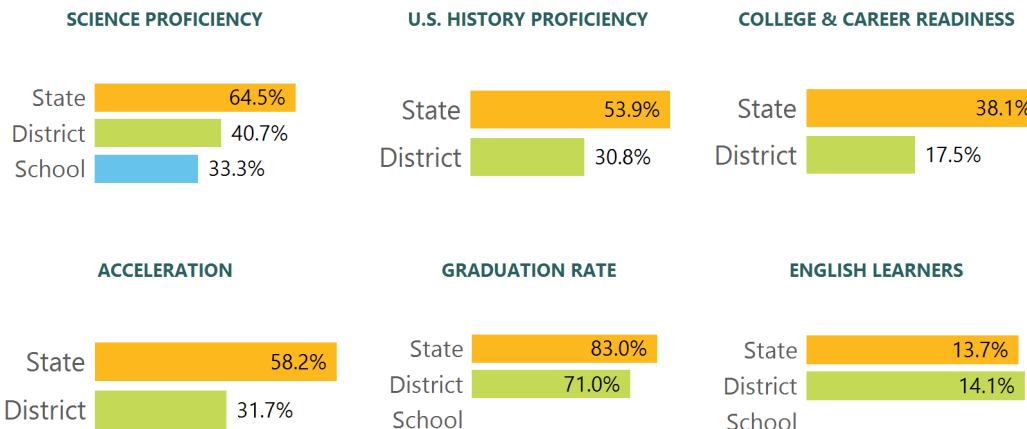 SCIENCE PROFICIENCY
State 64.5%
District 40.7%
School 33.3%
U.S. HISTORY PROFICIENCY
State 53.9%
District 30.8%
COLLEGE & CAREER READINESS
State 38.1%
District 17.5%
ACCELERATION
State 58.2%
District 31.7%
GRADUATION RATE
State 83.0%
District 71.0%
School
ENGLISH LEARNERS
State 13.7%
District 14.1%
School